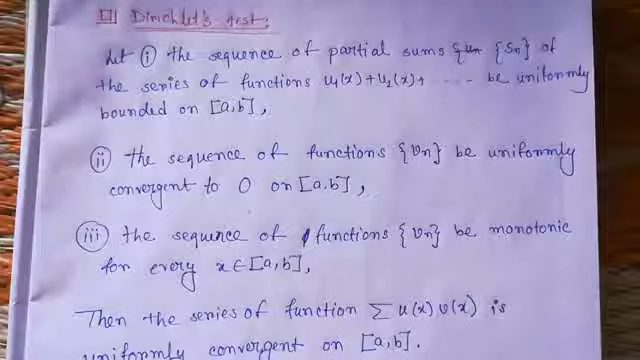 Dirichlet's test:
Let (i) the sequence of partial sums {un {Sn} of
the series of functions u₁(x)+u₂(x)+ ... be uniformly
bounded on [a,b],
(ii) the sequence of functions {vn} be uniformly
convergent to 0 on [a,b],
(iii) the sequence of functions {vn} be monotonic
for every x∈[a,b],
Then the series of function ∑ u(x) v(x) is
uniformly convergent on [a,b].